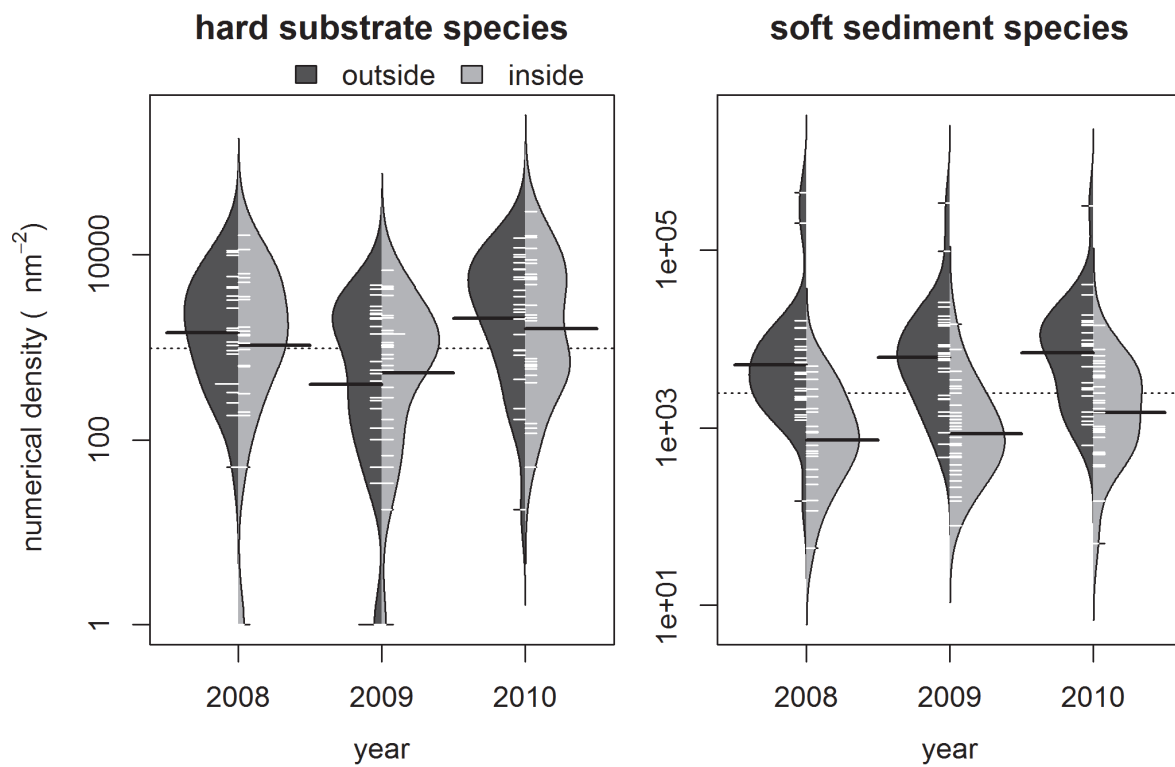 hard substrate species
soft sediment species
outside inside
numerical density ( nm−2)
10000
100
1
2008 2009 2010
year
1e+05
1e+03
1e+01
2008 2009 2010
year